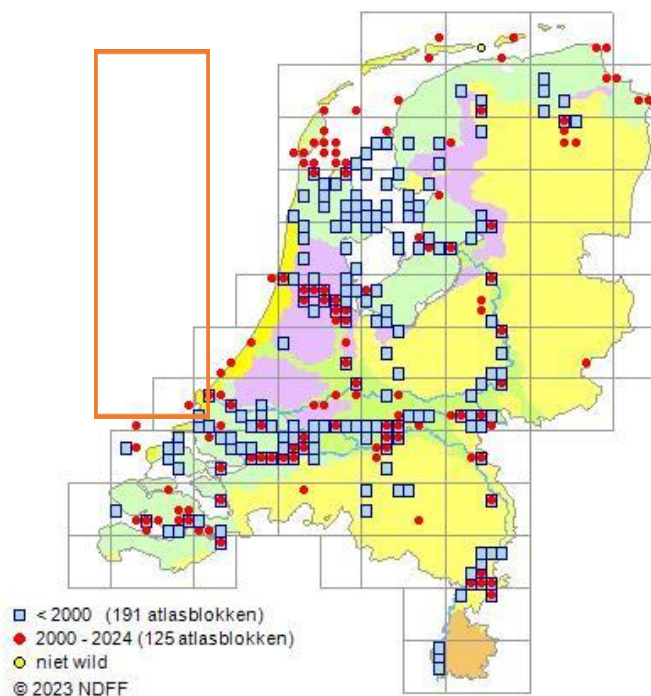 < 2000 (191 atlasblokken)
2000 - 2024 (125 atlasblokken)
niet wild
© 2023 NDFF